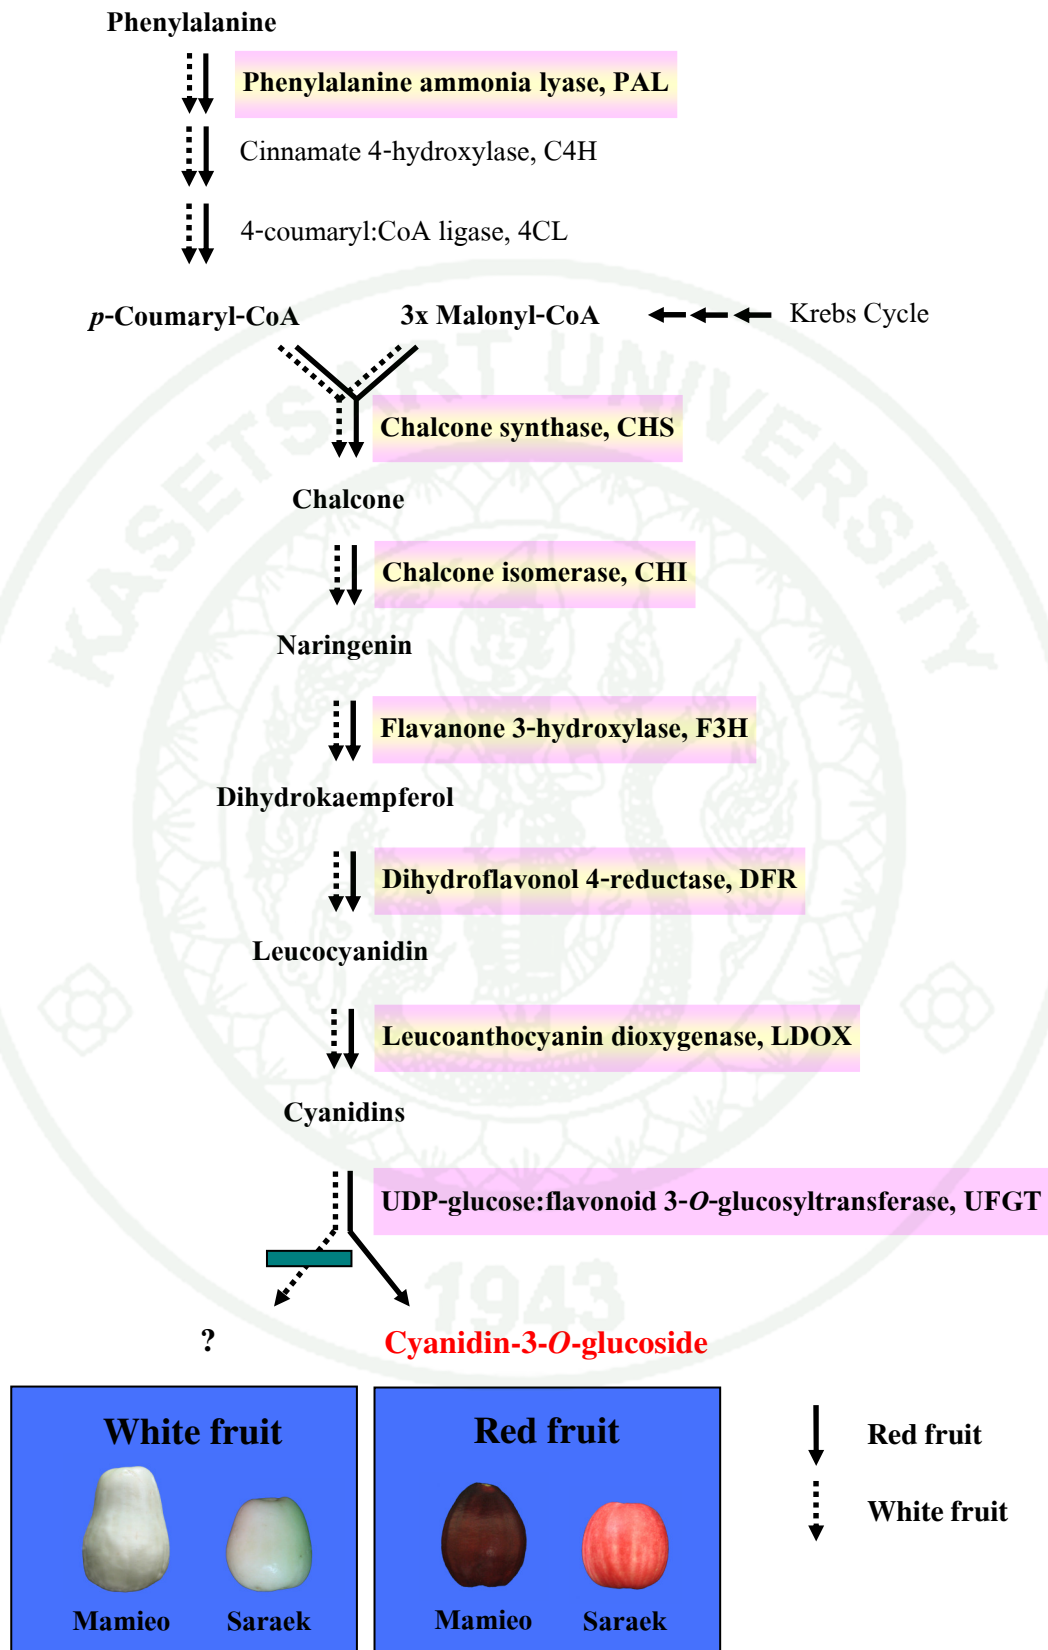 Phenylalanine
Phenylalanine ammonia lyase, PAL
Cinnamate 4-hydroxylase, C4H
4-coumaryl:CoA ligase, 4CL
p-Coumaryl-CoA
3x Malonyl-CoA
Krebs Cycle
KASETSART UNIVERSITY
Chalcone synthase, CHS
Chalcone
Chalcone isomerase, CHI
Naringenin
Flavanone 3-hydroxylase, F3H
Dihydrokaempferol
Dihydroflavonol 4-reductase, DFR
Leucocyanidin
Leucoanthocyanin dioxygenase, LDOX
Cyanidins
UDP-glucose:flavonoid 3-O-glucosyltransferase, UFGT
1943
?
Cyanidin-3-O-glucoside
White fruit
Mamieo Saraek
Red fruit
Mamieo Saraek
Red fruit
White fruit